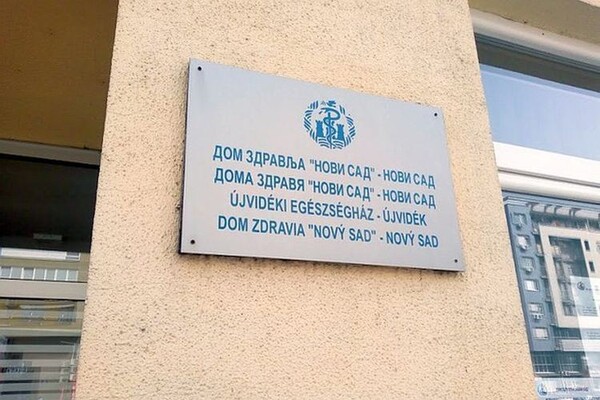 ДОМ ЗДРАВЉА "НОВИ САД" - НОВИ САД
ДОМА ЗДРАВЯ "НОВИ САД" - НОВИ САД
ÚJVIDÉKI EGÉSZSÉGHÁZ - ÚJVIDÉK
DOM ZDRAVIA "NOVÝ SAD" - NOVÝ SAD